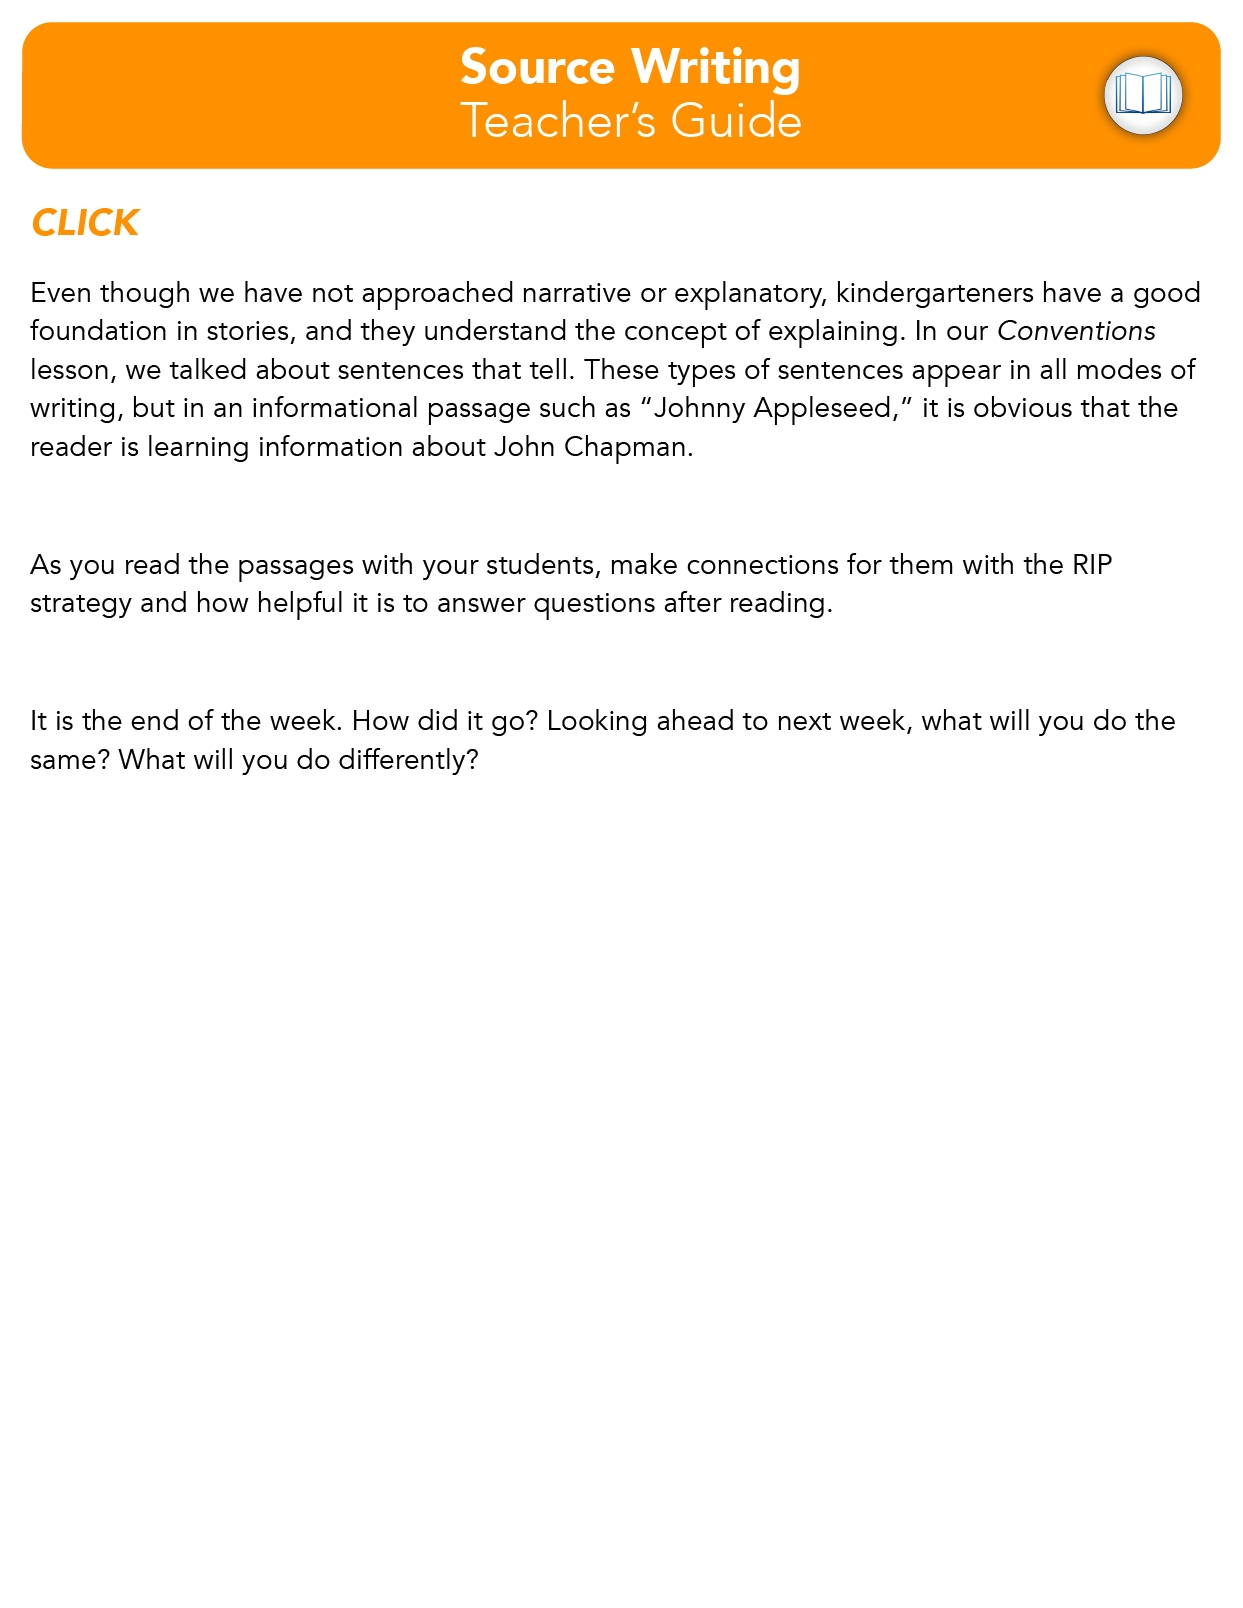 Source Writing
Teacher’s Guide
CLICK
Even though we have not approached narrative or explanatory, kindergarteners have a good
foundation in stories, and they understand the concept of explaining. In our Conventions
lesson, we talked about sentences that tell. These types of sentences appear in all modes of
writing, but in an informational passage such as “Johnny Appleseed,” it is obvious that the
reader is learning information about John Chapman.
As you read the passages with your students, make connections for them with the RIP
strategy and how helpful it is to answer questions after reading.
It is the end of the week. How did it go? Looking ahead to next week, what will you do the
same? What will you do differently?